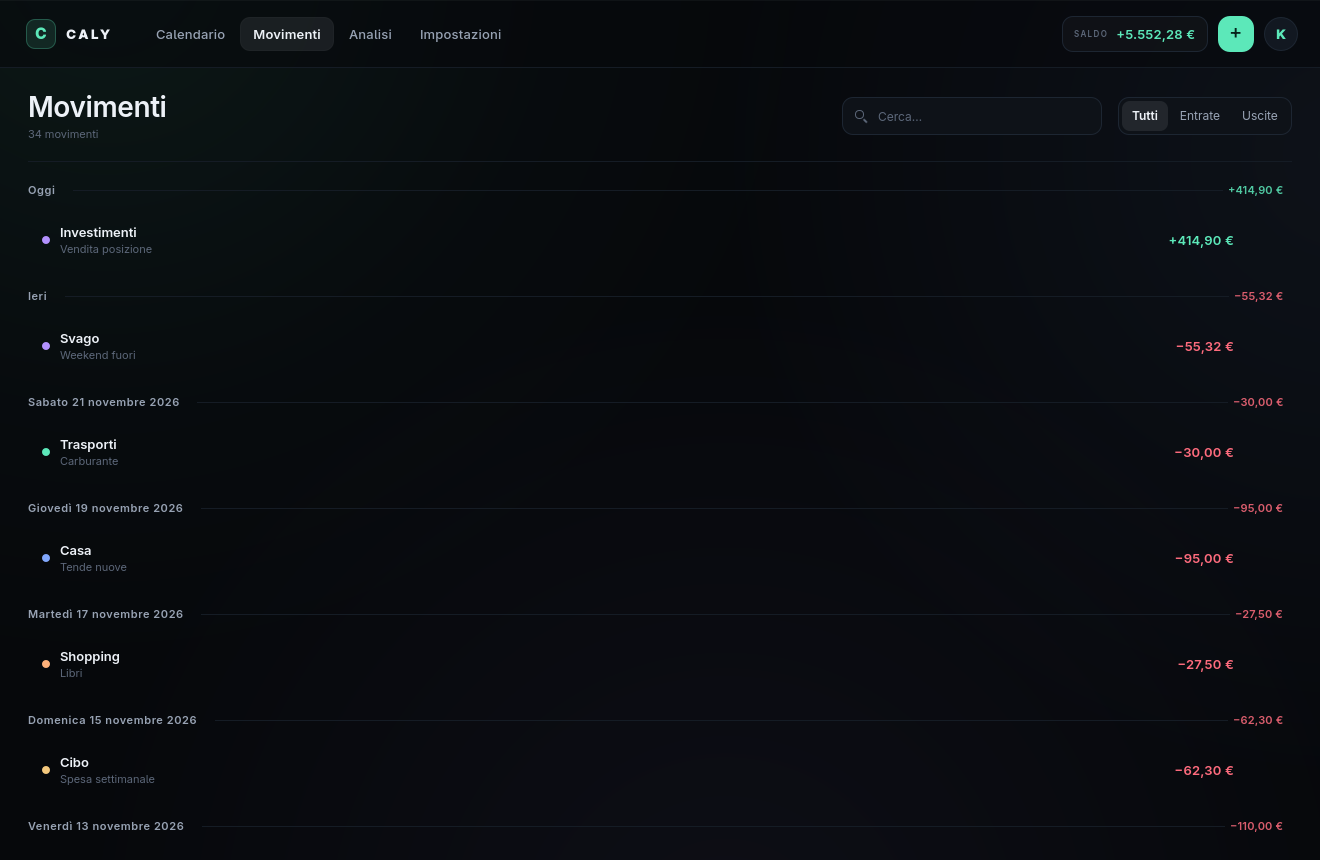 C CALY Calendario Movimenti Analisi Impostazioni SALDO +5.552,28 € + K
Movimenti
34 movimenti
Cerca...
Tutti Entrate Uscite
Oggi +414,90 €
Investimenti
Vendita posizione
+414,90 €
Ieri −55,32 €
Svago
Weekend fuori
−55,32 €
Sabato 21 novembre 2026 −30,00 €
Trasporti
Carburante
−30,00 €
Giovedì 19 novembre 2026 −95,00 €
Casa
Tende nuove
−95,00 €
Martedì 17 novembre 2026 −27,50 €
Shopping
Libri
−27,50 €
Domenica 15 novembre 2026 −62,30 €
Cibo
Spesa settimanale
−62,30 €
Venerdì 13 novembre 2026 −110,00 €